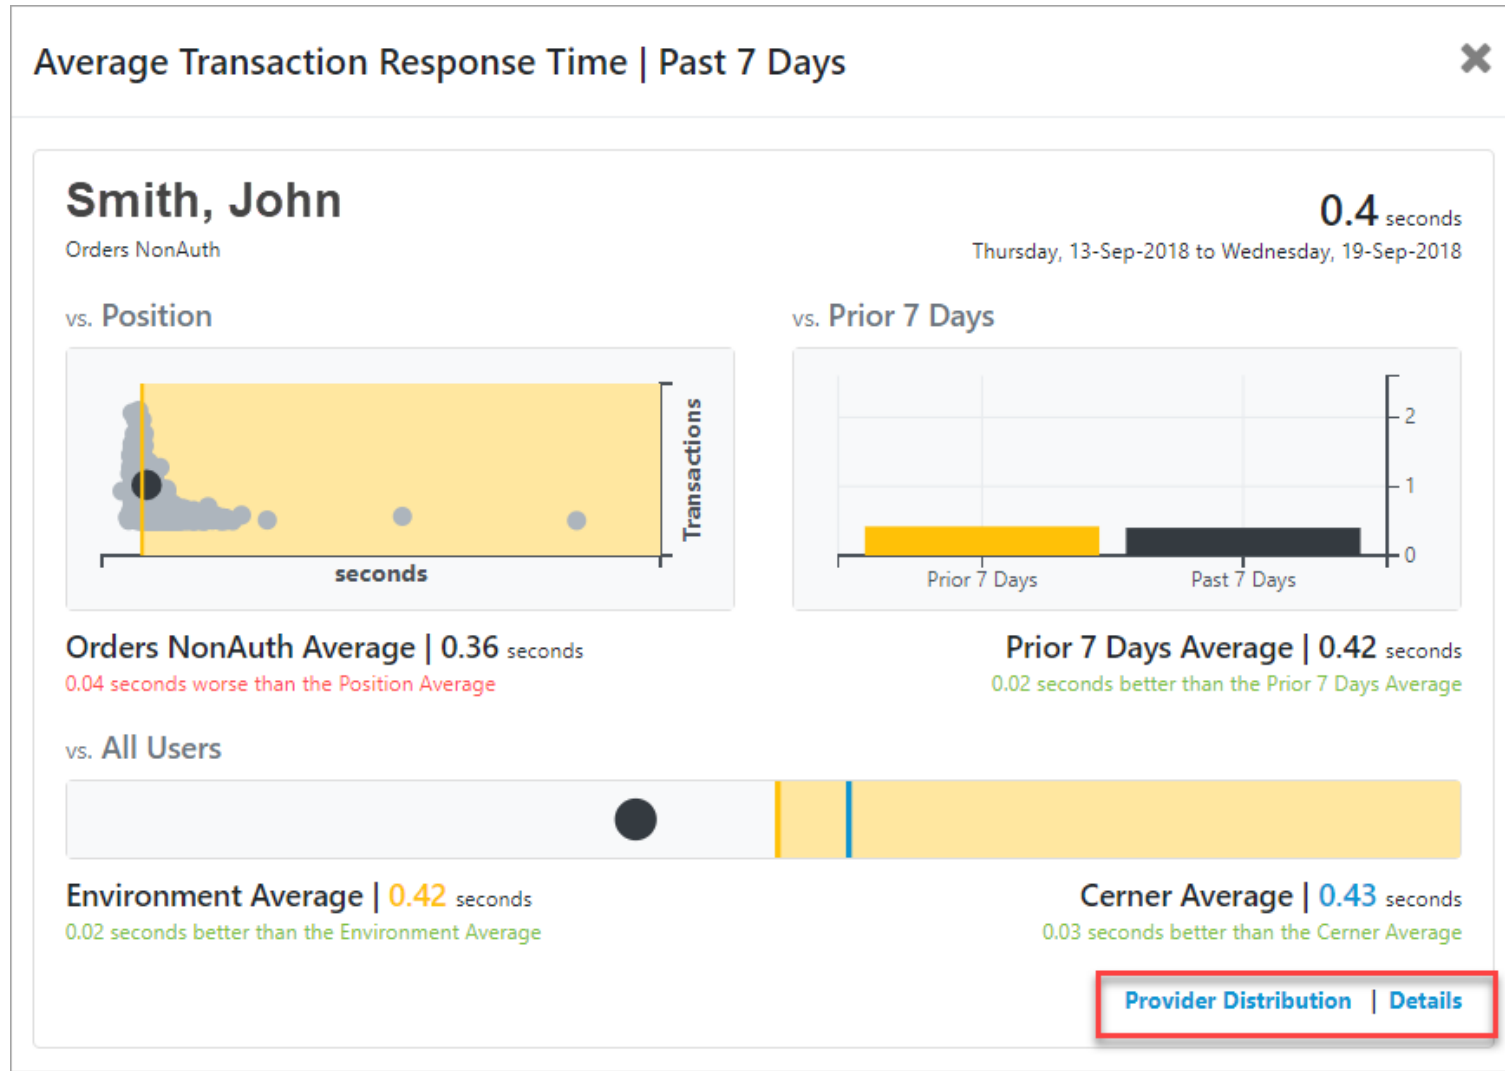 Average Transaction Response Time | Past 7 Days
Smith, John
Orders NonAuth
0.4 seconds
Thursday, 13-Sep-2018 to Wednesday, 19-Sep-2018
vs. Position
Transactions
seconds
Orders NonAuth Average | 0.36 seconds
0.04 seconds worse than the Position Average
vs. Prior 7 Days
2
1
0
Prior 7 Days
Past 7 Days
Prior 7 Days Average | 0.42 seconds
0.02 seconds better than the Prior 7 Days Average
vs. All Users
Environment Average | 0.42 seconds
0.02 seconds better than the Environment Average
Cerner Average | 0.43 seconds
0.03 seconds better than the Cerner Average
Provider Distribution | Details